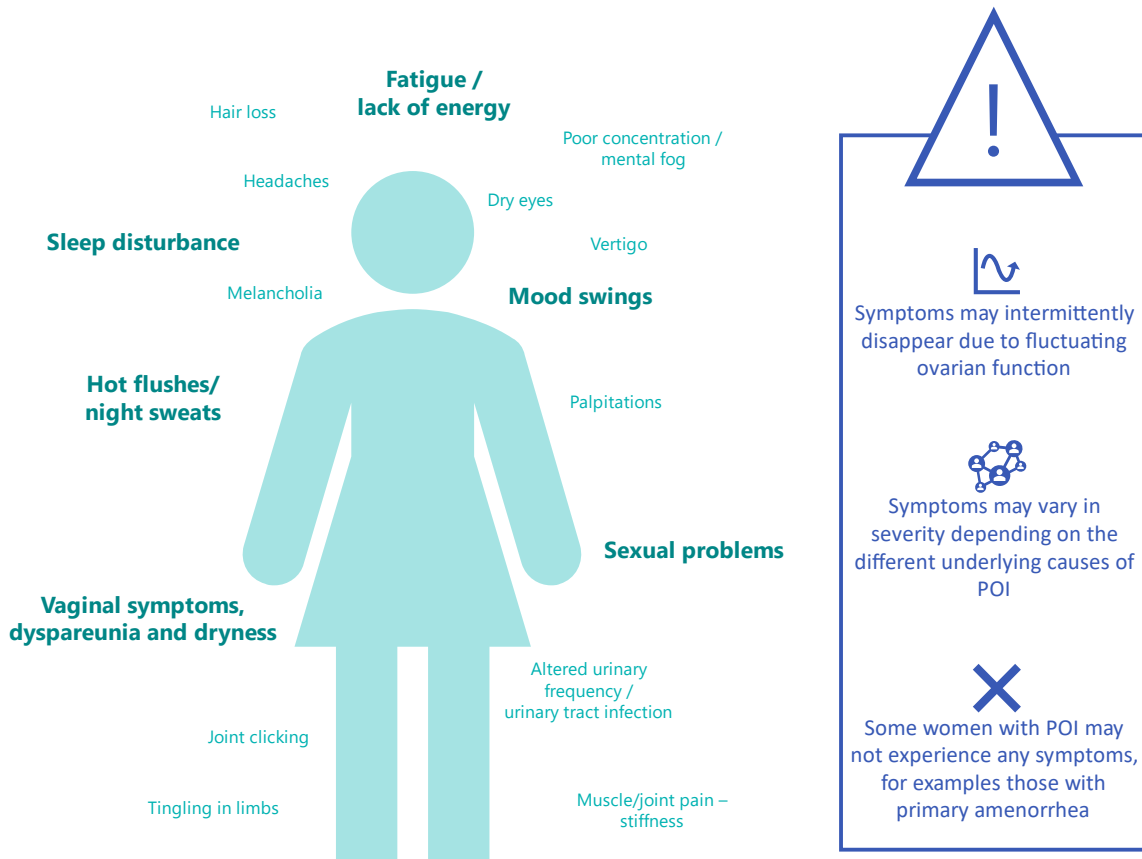 Fatigue /
lack of energy
Hair loss
Poor concentration /
mental fog
Headaches
Dry eyes
Sleep disturbance
Vertigo
Melancholia
Mood swings
Hot flushes/
night sweats
Palpitations
Sexual problems
Vaginal symptoms,
dyspareunia and dryness
Altered urinary
frequency /
urinary tract infection
Joint clicking
Tingling in limbs
Muscle/joint pain –
stiffness
!
Symptoms may intermittently
disappear due to fluctuating
ovarian function
Symptoms may vary in
severity depending on the
different underlying causes of
POI
Some women with POI may
not experience any symptoms,
for examples those with
primary amenorrhea